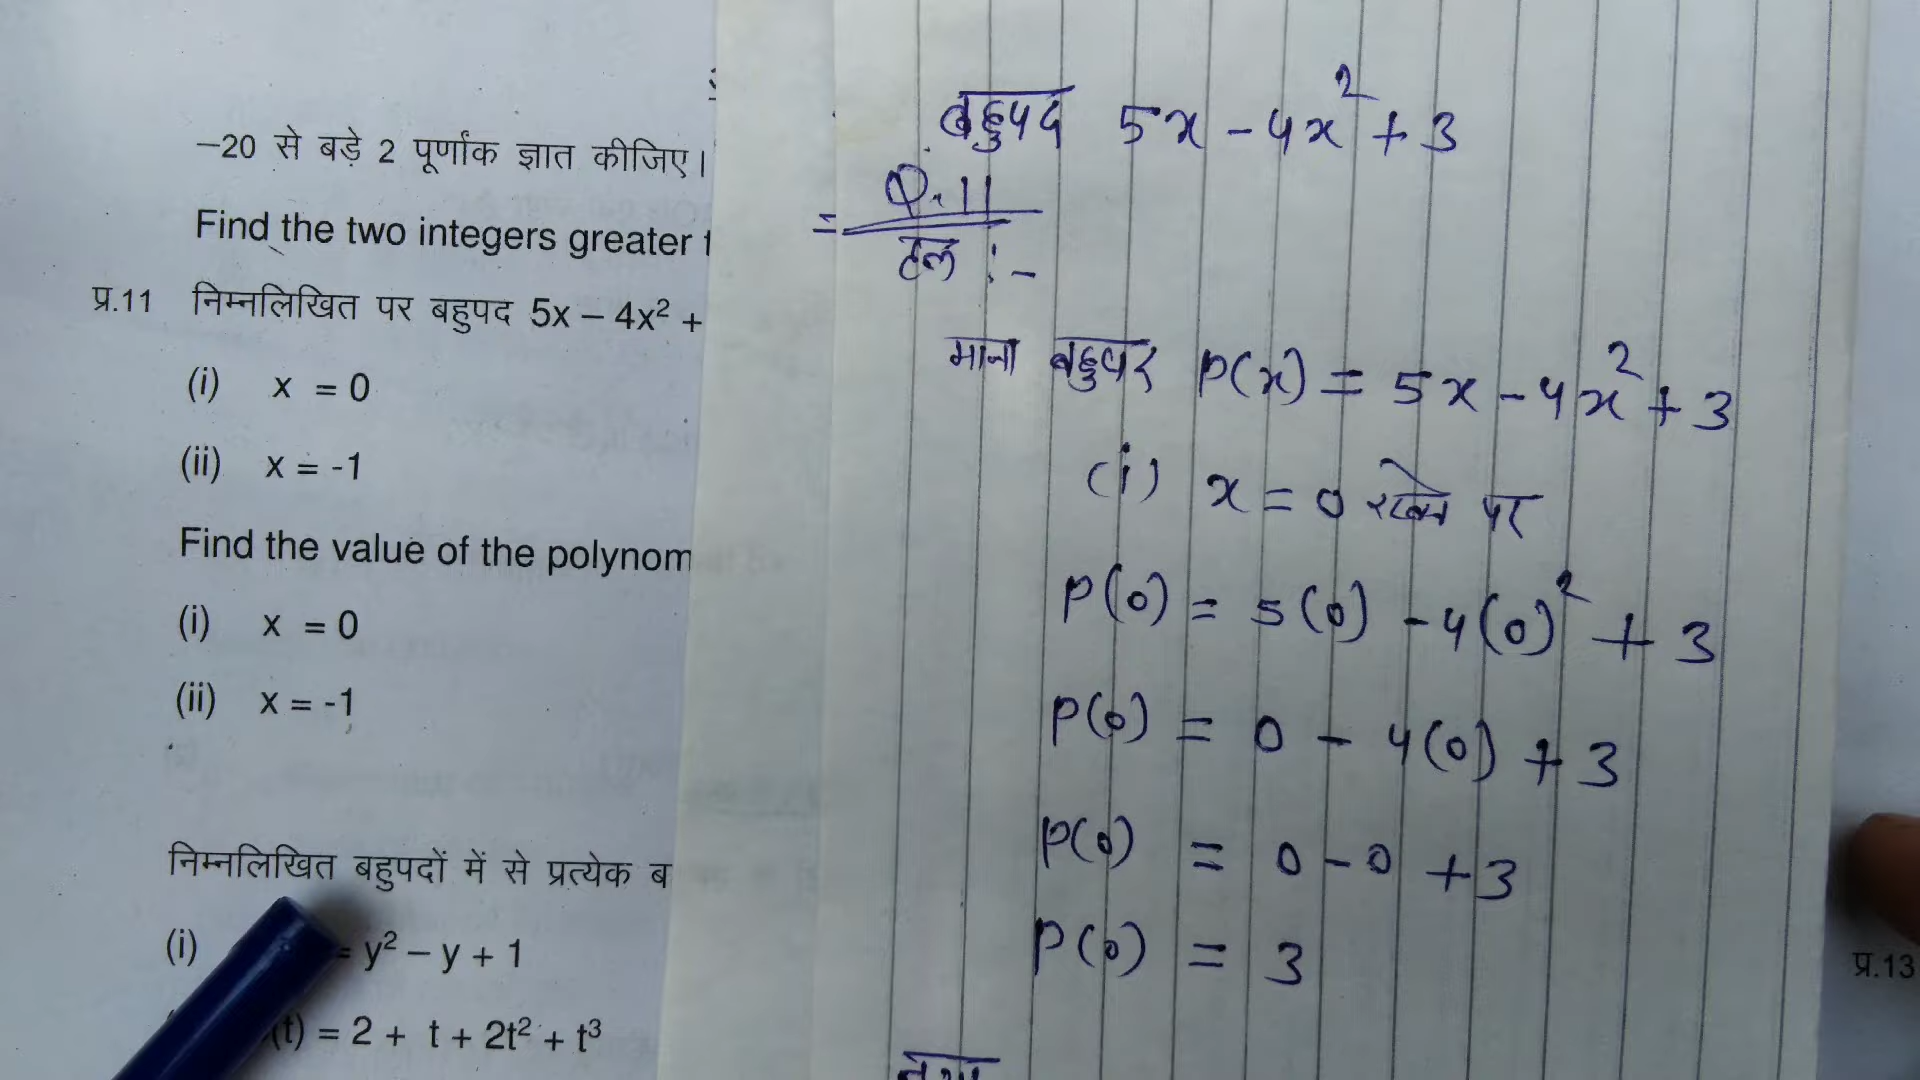 –20 से बड़े 2 पूर्णांक ज्ञात कीजिए।
Find the two integers greater
प्र.11 निम्नलिखित पर बहुपद 5x – 4x² +
(i) x = 0
(ii) x = -1
Find the value of the polynom
(i) x = 0
(ii) x = -1
निम्नलिखित बहुपदों में से प्रत्येक ब
(i) = y² – y + 1
(t) = 2 + t + 2t² + t³
बहुपद 5x - 4x² + 3
= Q.11
हल :-
माना बहुपद P(x) = 5x - 4x² + 3
(i) x = 0 रखने पर
P(0) = 5(0) - 4(0)² + 3
P(0) = 0 - 4(0) + 3
P(0) = 0 - 0 + 3
P(0) = 3
प्र.13